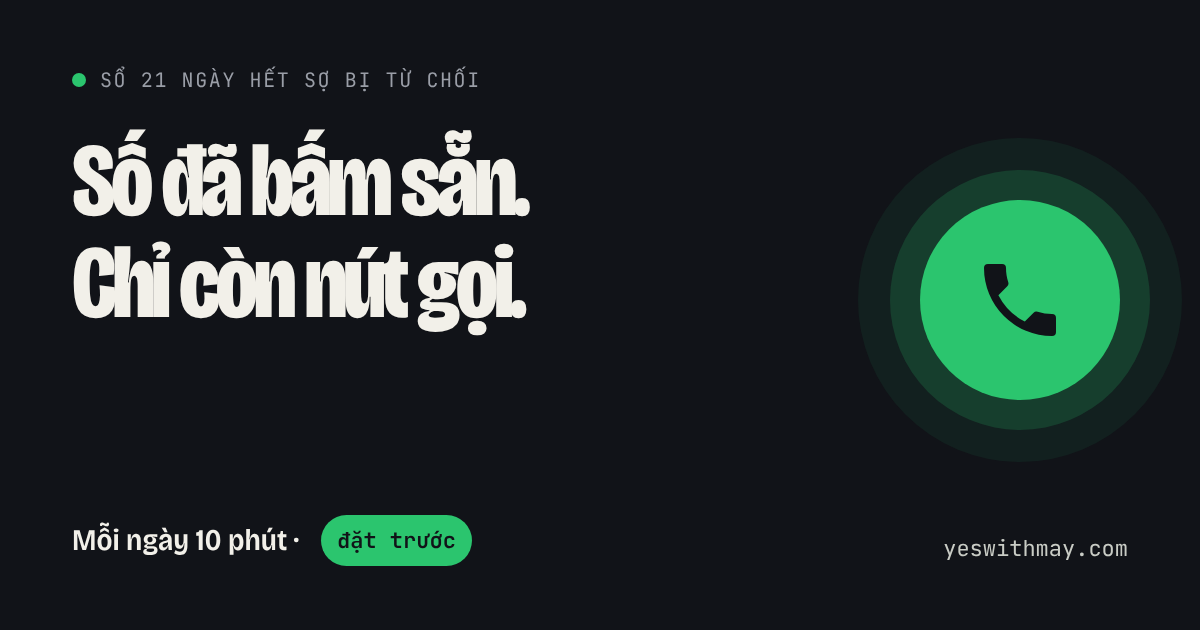 SỔ 21 NGÀY HẾT SỢ BỊ TỪ CHỐI
Số đã bấm sẵn.
Chỉ còn nút gọi.
Mỗi ngày 10 phút · đặt trước
yeswithmay.com